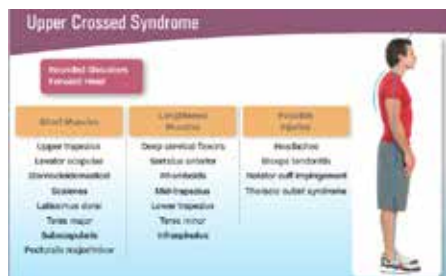 Upper Crossed Syndrome
Rounded Shoulders
Forward Head
Short Muscles
Upper trapezius
Levator scapulae
Sternocleidomastoid
Scalenes
Latissimus dorsi
Teres major
Subscapularis
Pectoralis major/minor
Lengthened
Muscles
Deep cervical flexors
Serratus anterior
Rhomboids
Mid-trapezius
Lower trapezius
Teres minor
Infraspinatus
Possible
Injuries
Headaches
Biceps tendonitis
Rotator cuff impingement
Thoracic outlet syndrome